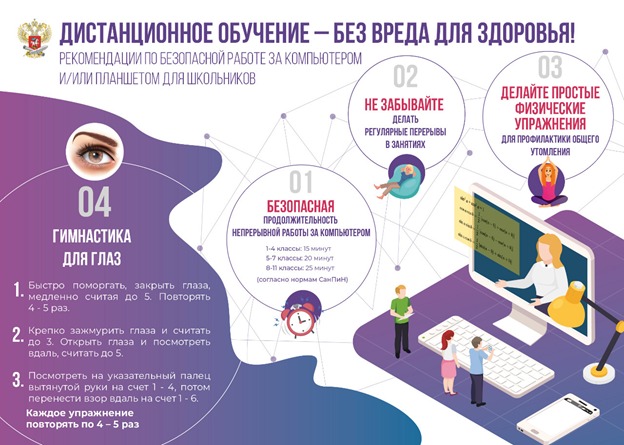 ДИСТАНЦИОННОЕ ОБУЧЕНИЕ – БЕЗ ВРЕДА ДЛЯ ЗДОРОВЬЯ!
РЕКОМЕНДАЦИИ ПО БЕЗОПАСНОЙ РАБОТЕ ЗА КОМПЬЮТЕРОМ
И/ИЛИ ПЛАНШЕТОМ ДЛЯ ШКОЛЬНИКОВ
01
БЕЗОПАСНАЯ
ПРОДОЛЖИТЕЛЬНОСТЬ
НЕПРЕРЫВНОЙ РАБОТЫ ЗА КОМПЬЮТЕРОМ
1-4 классы: 15 минут
5-7 классы: 20 минут
8-11 классы: 25 минут
(согласно нормам СанПиН)
02
НЕ ЗАБЫВАЙТЕ
ДЕЛАТЬ
РЕГУЛЯРНЫЕ ПЕРЕРЫВЫ
В ЗАНЯТИЯХ
03
ДЕЛАЙТЕ ПРОСТЫЕ
ФИЗИЧЕСКИЕ
УПРАЖНЕНИЯ
ДЛЯ ПРОФИЛАКТИКИ ОБЩЕГО
УТОМЛЕНИЯ
04
ГИМНАСТИКА
ДЛЯ ГЛАЗ
1. Быстро поморгать, закрыть глаза,
медленно считая до 5. Повторять
4 - 5 раз.
2. Крепко зажмурить глаза и считать
до 3. Открыть глаза и посмотреть
вдаль, считать до 5.
3. Посмотреть на указательный палец
вытянутой руки на счет 1 - 4, потом
перенести взор вдаль на счет 1 - 6.
Каждое упражнение
повторять по 4 – 5 раз